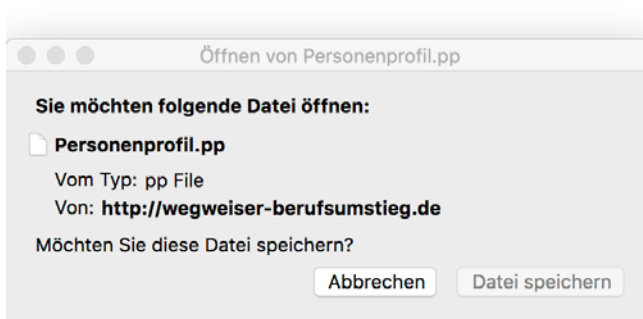 Öffnen von Personenprofil.pp
Sie möchten folgende Datei öffnen:
Personenprofil.pp
Vom Typ: pp File
Von: http://wegweiser-berufsumstieg.de
Möchten Sie diese Datei speichern?
Abbrechen Datei speichern